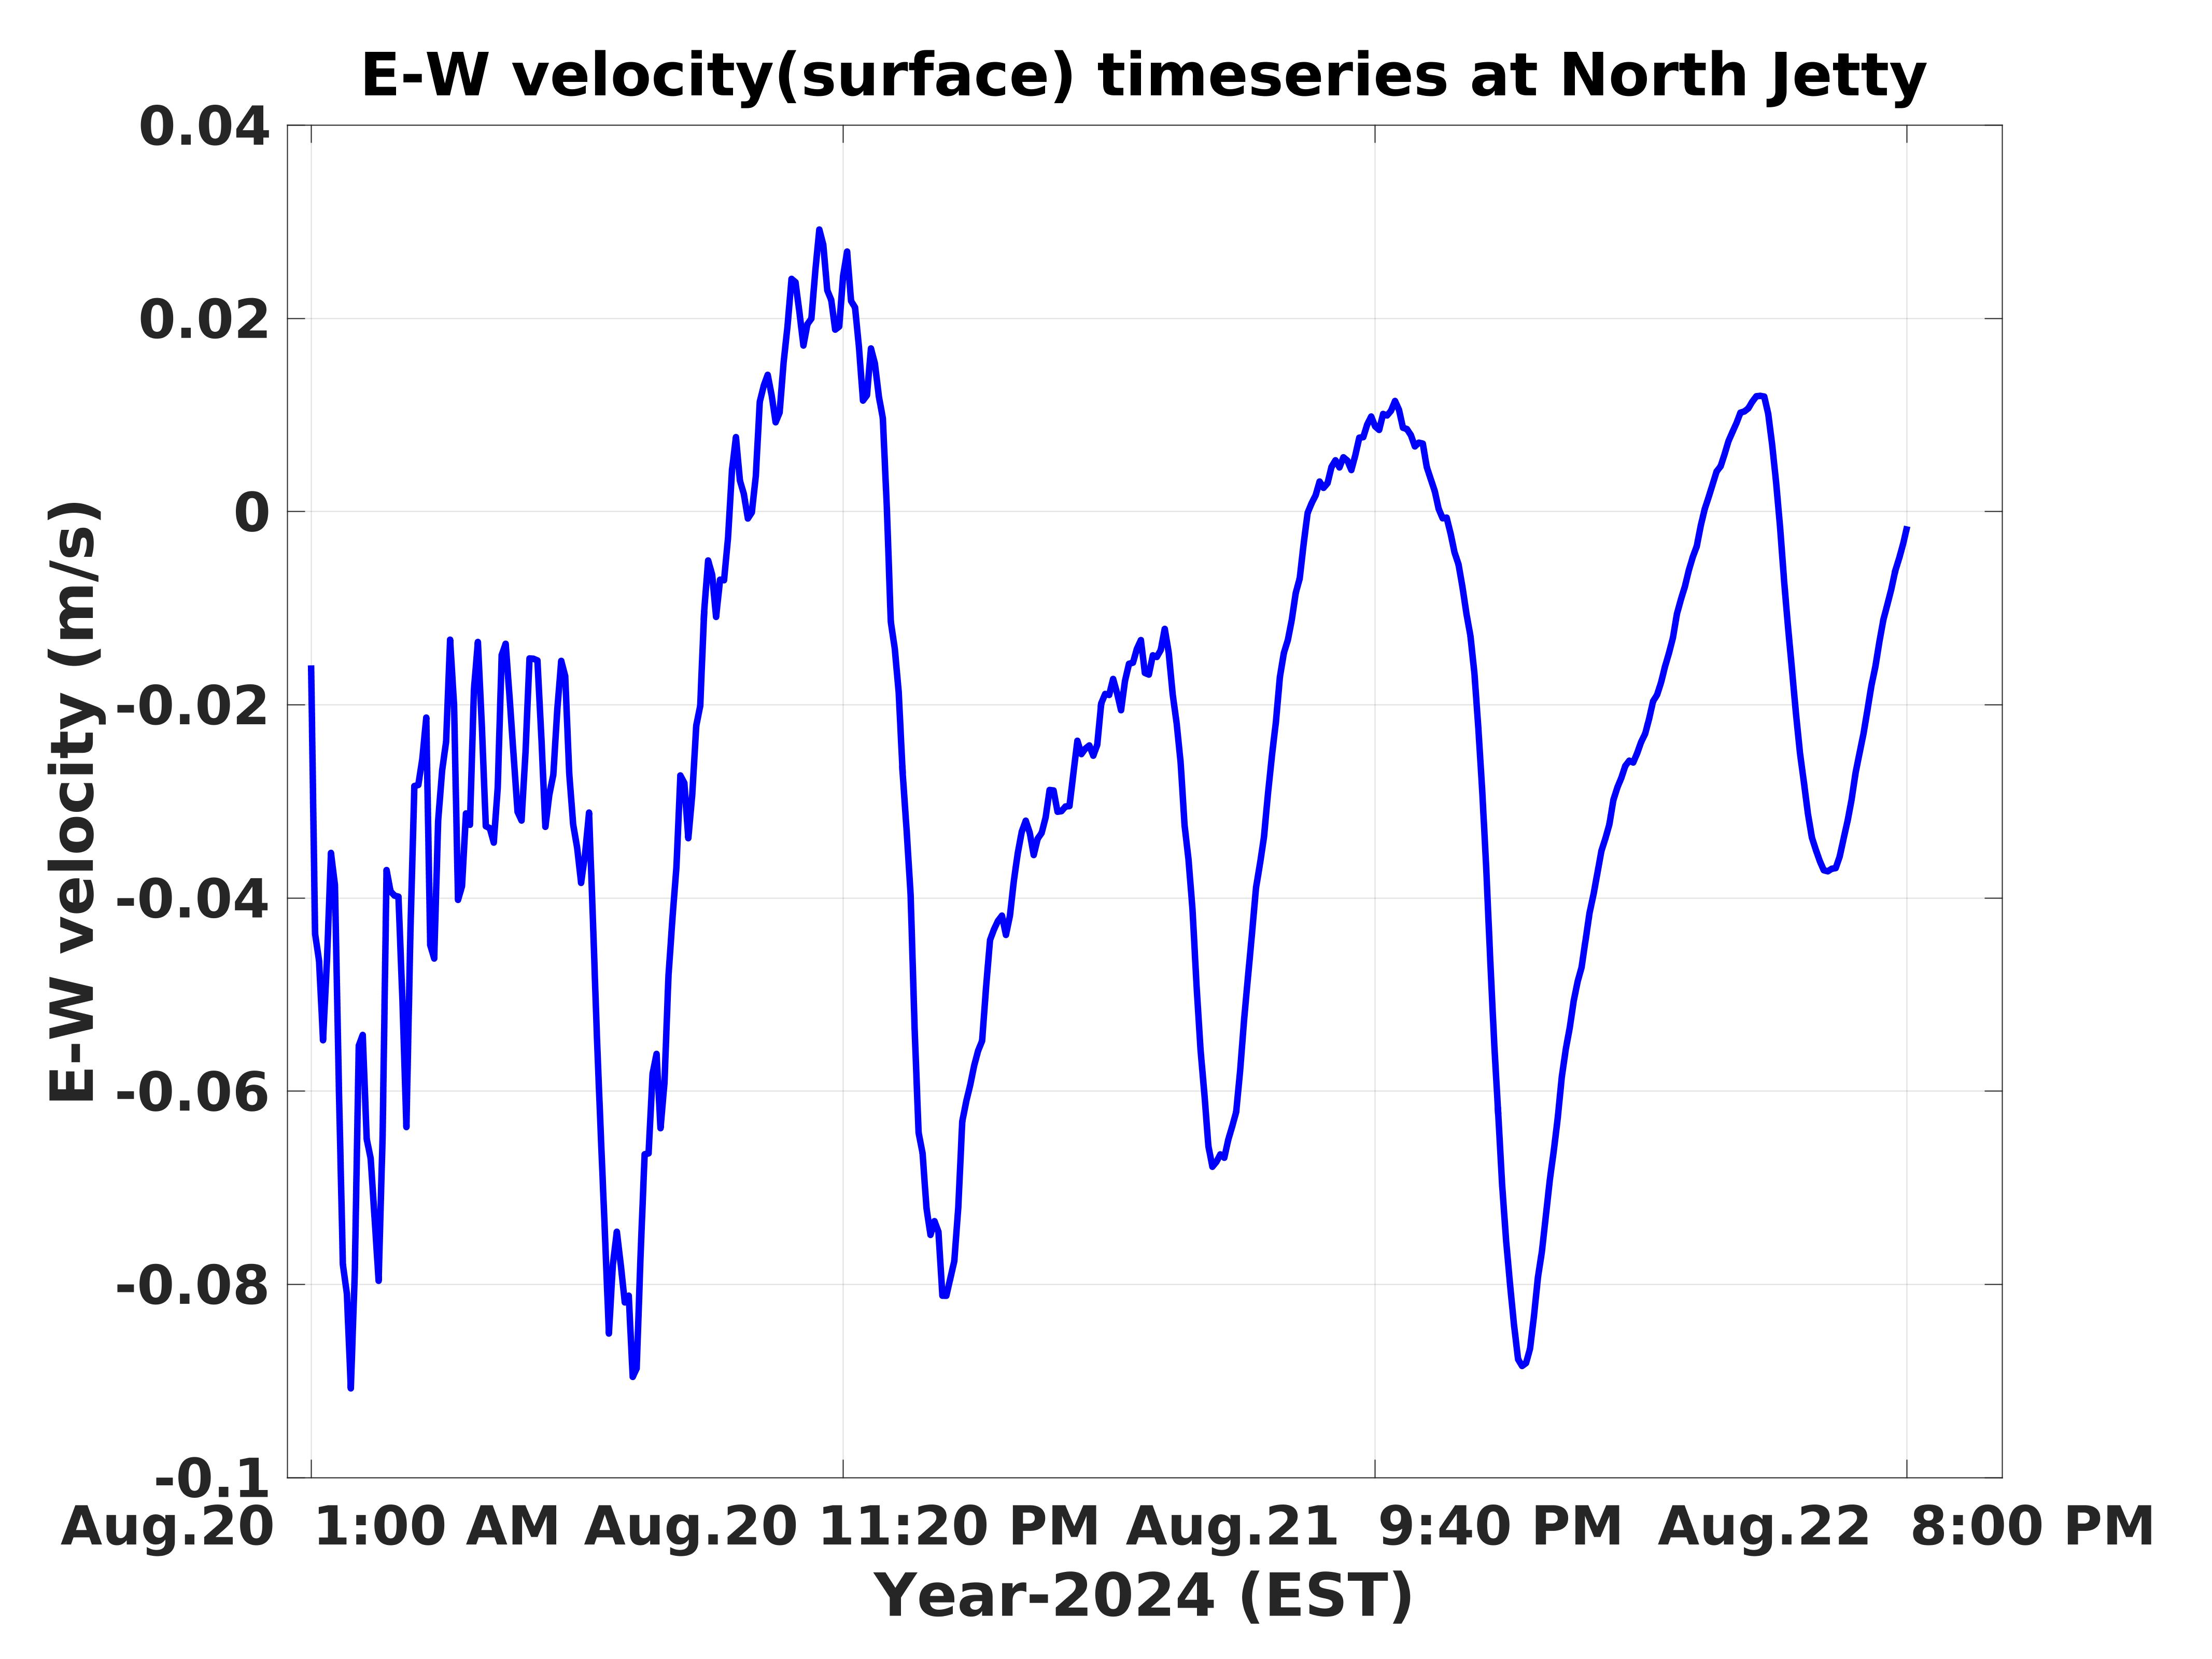 E-W velocity(surface) timeseries at North Jetty
E-W velocity (m/s)
0.04
0.02
0
-0.02
-0.04
-0.06
-0.08
-0.1
Aug.20 1:00 AM Aug.20 11:20 PM Aug.21 9:40 PM Aug.22 8:00 PM
Year-2024 (EST)